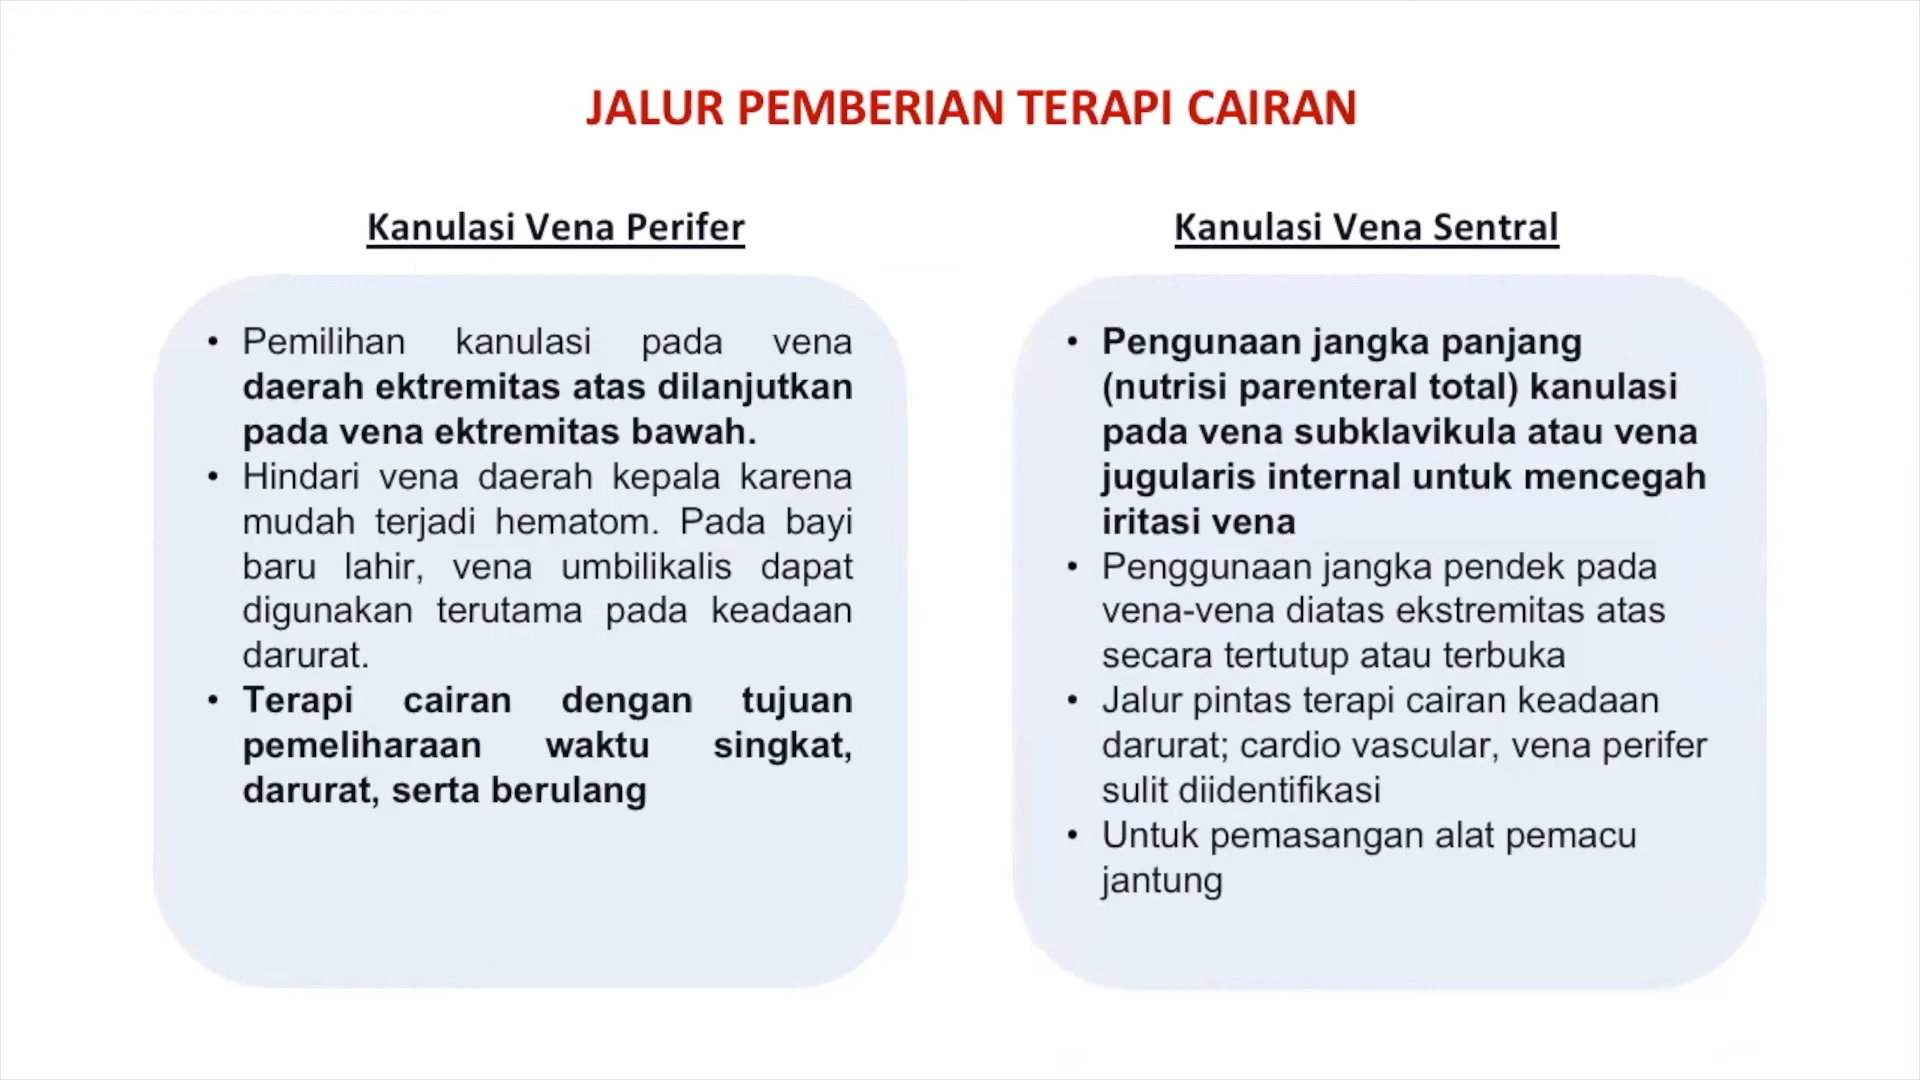 JALUR PEMBERIAN TERAPI CAIRAN
Kanulasi Vena Perifer
• Pemilihan kanulasi pada vena
daerah ektremitas atas dilanjutkan
pada vena ektremitas bawah.
• Hindari vena daerah kepala karena
mudah terjadi hematom. Pada bayi
baru lahir, vena umbilikalis dapat
digunakan terutama pada keadaan
darurat.
• Terapi cairan dengan tujuan
pemeliharaan waktu singkat,
darurat, serta berulang
Kanulasi Vena Sentral
• Pengunaan jangka panjang
(nutrisi parenteral total) kanulasi
pada vena subklavikula atau vena
jugularis internal untuk mencegah
iritasi vena
• Penggunaan jangka pendek pada
vena-vena diatas ekstremitas atas
secara tertutup atau terbuka
• Jalur pintas terapi cairan keadaan
darurat; cardio vascular, vena perifer
sulit diidentifikasi
• Untuk pemasangan alat pemacu
jantung